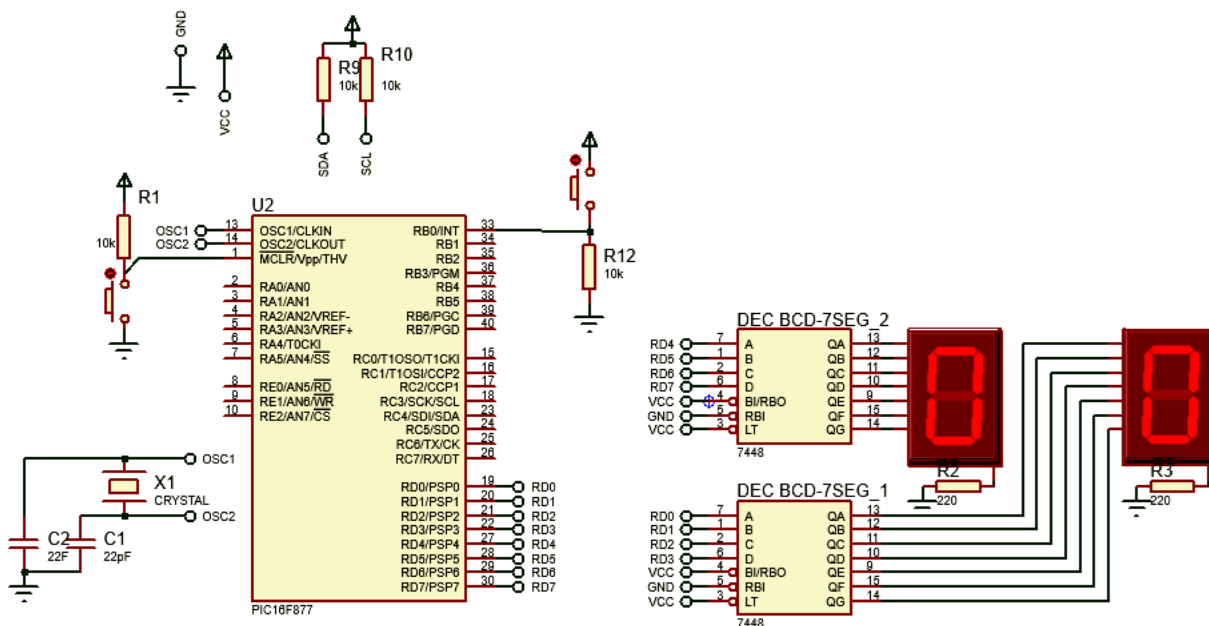 GND
VCC
R9
10k
R10
10k
SDA
SCL
R1
10k
U2
OSC1
13
OSC1/CLKIN
OSC2
14
OSC2/CLKOUT
1
MCLR/Vpp/THV
2
RA0/AN0
3
RA1/AN1
4
RA2/AN2/VREF-
5
RA3/AN3/VREF+
6
RA4/T0CKI
7
RA5/AN4/SS
8
RE0/AN5/RD
9
RE1/AN6/WR
10
RE2/AN7/CS
RB0/INT
33
RB1
34
RB2
35
RB3/PGM
36
RB4
37
RB5
38
RB6/PGC
39
RB7/PGD
40
RC0/T1OSO/T1CKI
15
RC1/T1OSI/CCP2
16
RC2/CCP1
17
RC3/SCK/SCL
18
RC4/SDI/SDA
23
RC5/SDO
24
RC6/TX/CK
25
RC7/RX/DT
26
RD0/PSP0
19
RD0
RD1/PSP1
20
RD1
RD2/PSP2
21
RD2
RD3/PSP3
22
RD3
RD4/PSP4
27
RD4
RD5/PSP5
28
RD5
RD6/PSP6
29
RD6
RD7/PSP7
30
RD7
PIC16F877
R12
10k
OSC1
X1
CRYSTAL
OSC2
C2
22F
C1
22pF
DEC BCD-7SEG_2
RD4
7
A
QA
13
RD5
1
B
QB
12
RD6
2
C
QC
11
RD7
6
D
QD
10
VCC
4
BI/RBO
QE
9
GND
5
RBI
QF
15
VCC
3
LT
QG
14
7448
0
0
R2
220
R3
220
DEC BCD-7SEG_1
RD0
7
A
QA
13
RD1
1
B
QB
12
RD2
2
C
QC
11
RD3
6
D
QD
10
VCC
4
BI/RBO
QE
9
GND
5
RBI
QF
15
VCC
3
LT
QG
14
7448